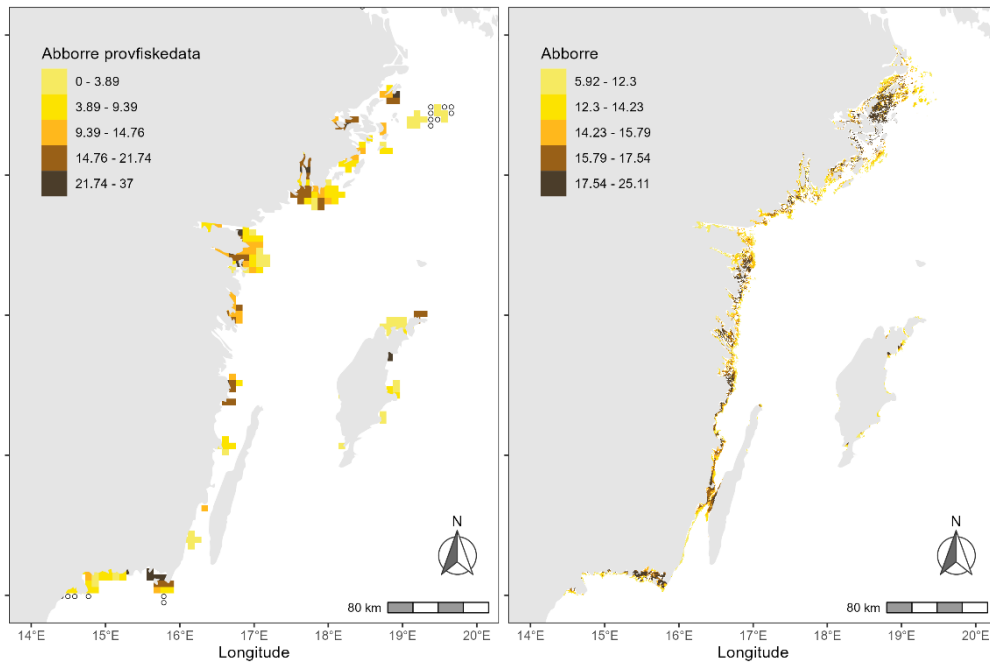 Abborre provfiskedata
0 - 3.89
3.89 - 9.39
9.39 - 14.76
14.76 - 21.74
21.74 - 37
N
80 km
14°E 15°E 16°E 17°E 18°E 19°E 20°E
Longitude
Abborre
5.92 - 12.3
12.3 - 14.23
14.23 - 15.79
15.79 - 17.54
17.54 - 25.11
N
80 km
14°E 15°E 16°E 17°E 18°E 19°E 20°E
Longitude